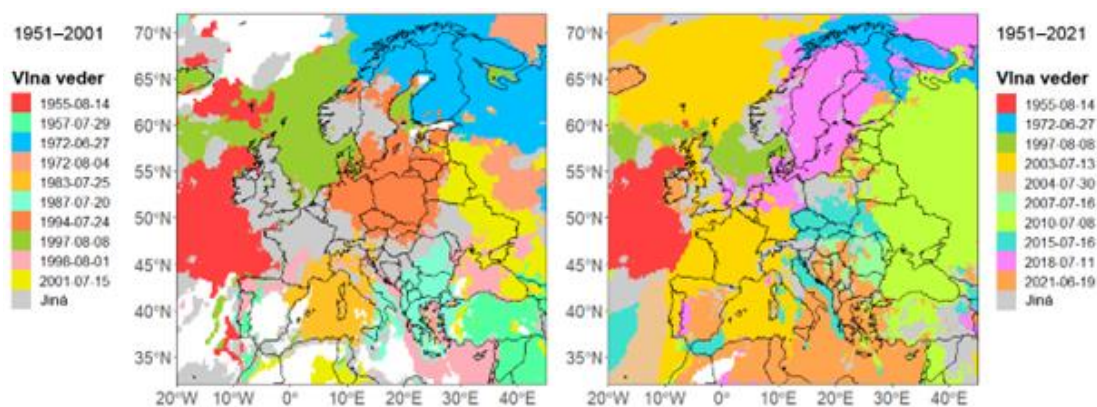 1951–2001
Vlna veder
1955-08-14
1957-07-29
1972-06-27
1972-08-04
1983-07-25
1987-07-20
1994-07-24
1997-08-08
1998-08-01
2001-07-15
Jiná
70°N
65°N
60°N
55°N
50°N
45°N
40°N
35°N
20°W
10°W
0°
10°E
20°E
30°E
40°E
70°N
65°N
60°N
55°N
50°N
45°N
40°N
35°N
20°W
10°W
0°
10°E
20°E
30°E
40°E
1951–2021
Vlna veder
1955-08-14
1972-06-27
1997-08-08
2003-07-13
2004-07-30
2007-07-16
2010-07-08
2015-07-16
2018-07-11
2021-06-19
Jiná